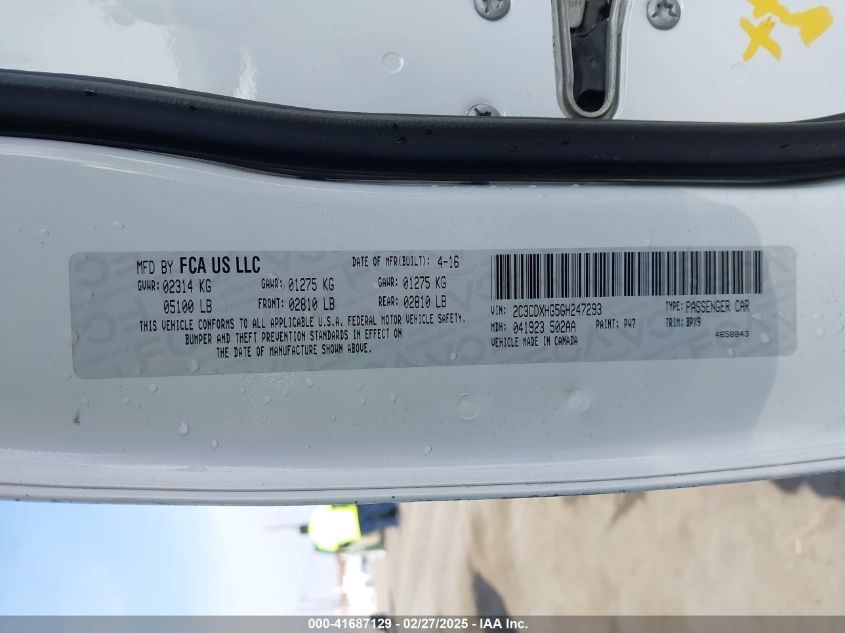 MFD BY FCA US LLC DATE OF MFR(BUILT): 4-16
GVWR: 02314 KG GAWR: 01275 KG GAWR: 01275 KG
05100 LB FRONT: 02810 LB REAR: 02810 LB
THIS VEHICLE CONFORMS TO ALL APPLICABLE U.S.A. FEDERAL MOTOR VEHICLE SAFETY,
BUMPER AND THEFT PREVENTION STANDARDS IN EFFECT ON
THE DATE OF MANUFACTURE SHOWN ABOVE.
VIN: 2C3CDXHG5GH247293 TYPE: PASSENGER CAR
MDH: 041923 502AA PAINT: PW7 TRIM: BPX9
VEHICLE MADE IN CANADA 4658843
000-41687129 - 02/27/2025 - IAA Inc.